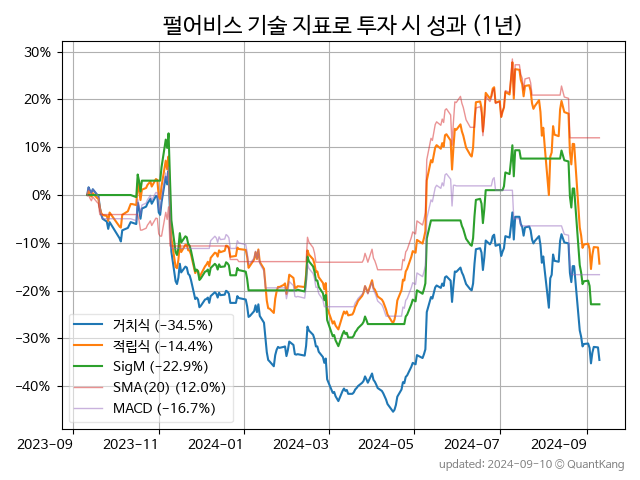 펄어비스 기술 지표로 투자 시 성과 (1년)
30%
20%
10%
0%
−10%
−20%
−30%
−40%
거치식 (−34.5%)
적립식 (−14.4%)
SigM (−22.9%)
SMA(20) (12.0%)
MACD (−16.7%)
2023-09 2023-11 2024-01 2024-03 2024-05 2024-07 2024-09
updated: 2024-09-10 © QuantKang